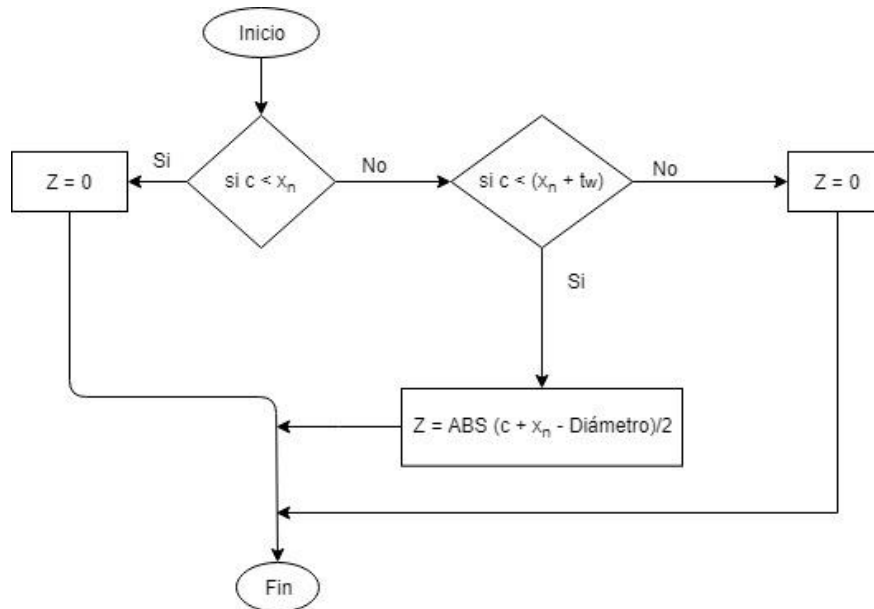 Inicio
Si
No
No
Z = 0
si c < xₙ
si c < (xₙ + tw)
Z = 0
Si
Z = ABS (c + xₙ - Diámetro)/2
Fin